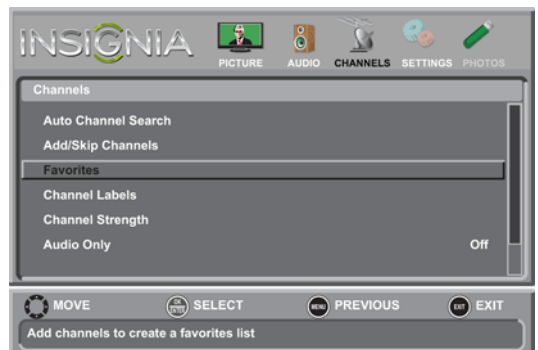 INSIGNIA
PICTURE AUDIO CHANNELS SETTINGS PHOTOS
Channels
Auto Channel Search
Add/Skip Channels
Favorites
Channel Labels
Channel Strength
Audio Only Off
MOVE OK ENTER SELECT MENU PREVIOUS EXIT EXIT
Add channels to create a favorites list